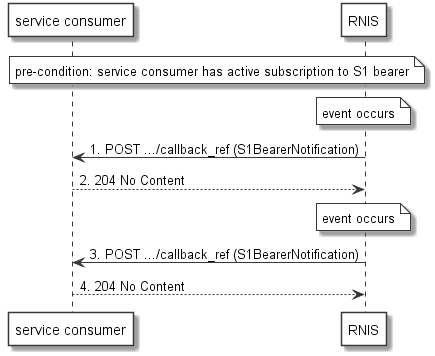 service consumer
RNIS
pre-condition: service consumer has active subscription to S1 bearer
event occurs
1. POST .../callback_ref (S1BearerNotification)
2. 204 No Content
event occurs
3. POST .../callback_ref (S1BearerNotification)
4. 204 No Content
service consumer
RNIS